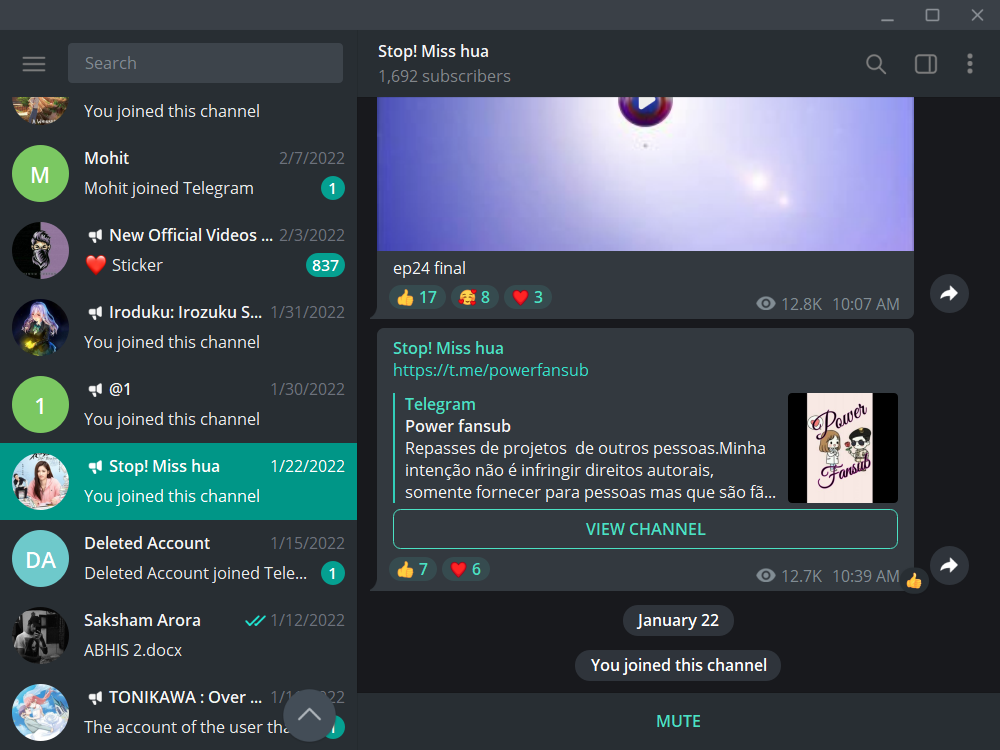 Search
You joined this channel
M
Mohit
2/7/2022
Mohit joined Telegram
1
New Official Videos ...
2/3/2022
Sticker
837
Iroduku: Irozuku S...
1/31/2022
You joined this channel
1
@1
1/30/2022
You joined this channel
Stop! Miss hua
1/22/2022
You joined this channel
DA
Deleted Account
1/15/2022
Deleted Account joined Tele...
1
Saksham Arora
1/12/2022
ABHIS 2.docx
TONIKAWA : Over ...
The account of the user tha
Stop! Miss hua
1,692 subscribers
ep24 final
17
8
3
12.8K 10:07 AM
Stop! Miss hua
https://t.me/powerfansub
Telegram
Power fansub
Repasses de projetos  de outros pessoas.Minha
intenção não é infringir direitos autorais,
somente fornecer para pessoas mas que são fã...
Power
Fansub
VIEW CHANNEL
7
6
12.7K 10:39 AM
January 22
You joined this channel
MUTE